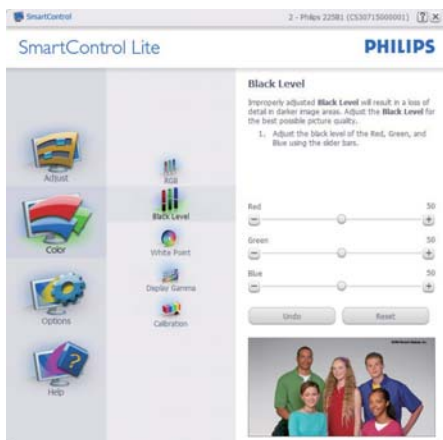 SmartControl
2 - Philips 225B1 (CS30715000001)
SmartControl Lite
PHILIPS
Adjust
Color
Options
Help
RGB
Black Level
White Point
Display Gamma
Calibration
Black Level
Improperly adjusted Black Level will result in a loss of
detail in darker image areas. Adjust the Black Level for
the best possible picture quality.
1. Adjust the black level of the Red, Green, and
Blue using the slider bars.
Red 50
Green 50
Blue 50
Undo Reset